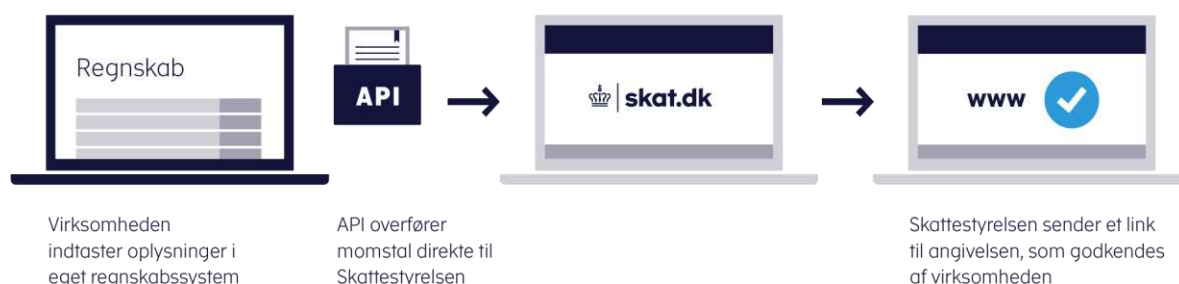 Regnskab
API
skat.dk
www
Virksomheden
indtaster oplysninger i
eget regnskabssystem
API overfører
momstal direkte til
Skattestyrelsen
Skattestyrelsen sender et link
til angivelsen, som godkendes
af virksomheden